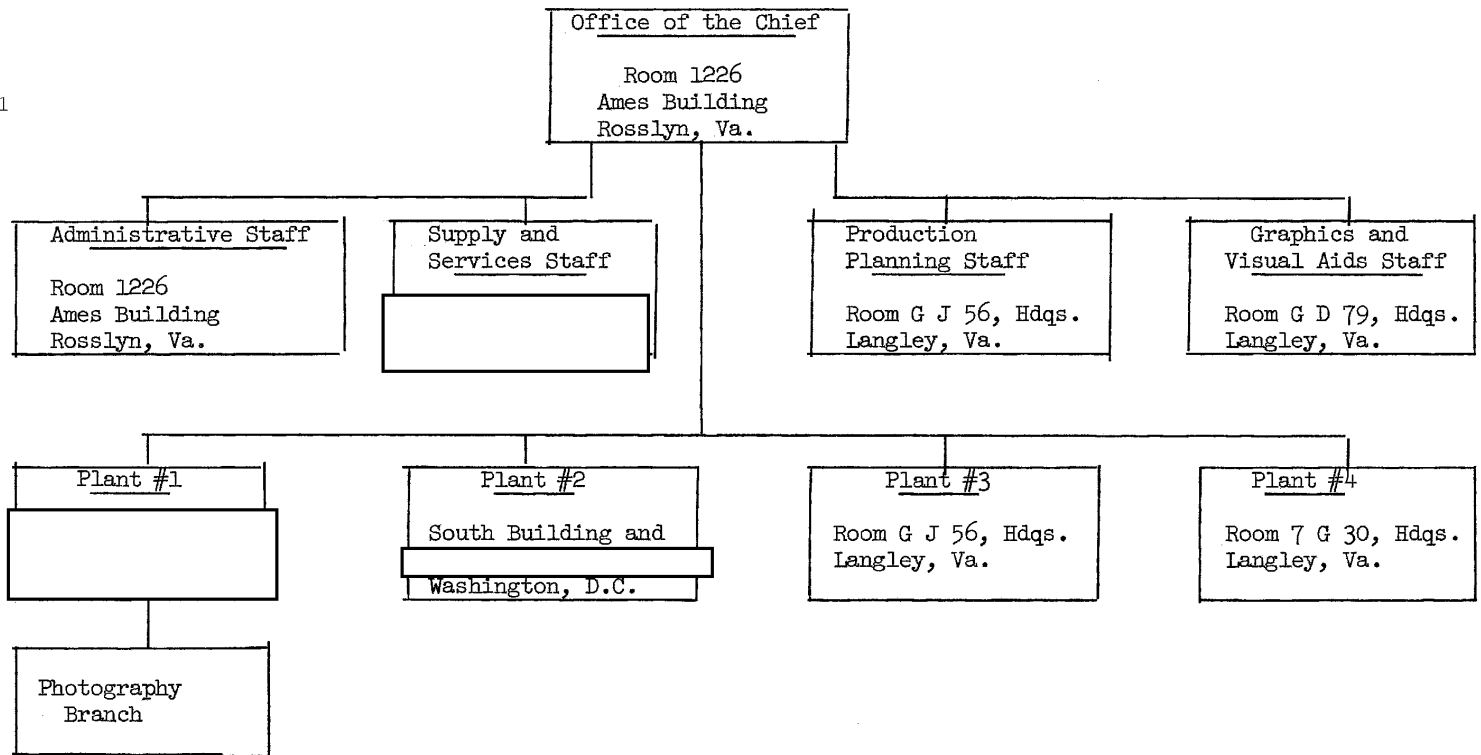 Office of the Chief
Room 1226
Ames Building
Rosslyn, Va.
1
Administrative Staff
Room 1226
Ames Building
Rosslyn, Va.
Supply and
Services Staff
Production
Planning Staff
Room G J 56, Hdqs.
Langley, Va.
Graphics and
Visual Aids Staff
Room G D 79, Hdqs.
Langley, Va.
Plant #1
Plant #2
South Building and
Washington, D.C.
Plant #3
Room G J 56, Hdqs.
Langley, Va.
Plant #4
Room 7 G 30, Hdqs.
Langley, Va.
Photography
Branch